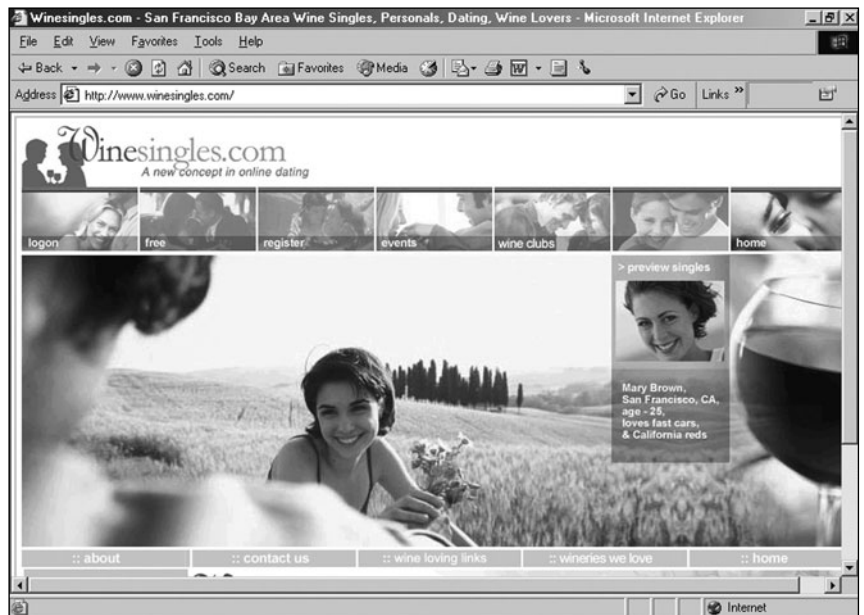 Winesingles.com - San Francisco Bay Area Wine Singles, Personals, Dating, Wine Lovers - Microsoft Internet Explorer
File Edit View Favorites Tools Help
Back Search Favorites Media W
Address http://www.winesingles.com/ Go Links »
Winesingles.com
A new concept in online dating
logon free register events wine clubs home
> preview singles
Mary Brown,
San Francisco, CA,
age - 25,
loves fast cars,
& California reds
:: about :: contact us :: wine loving links :: wineries we love :: home
Internet